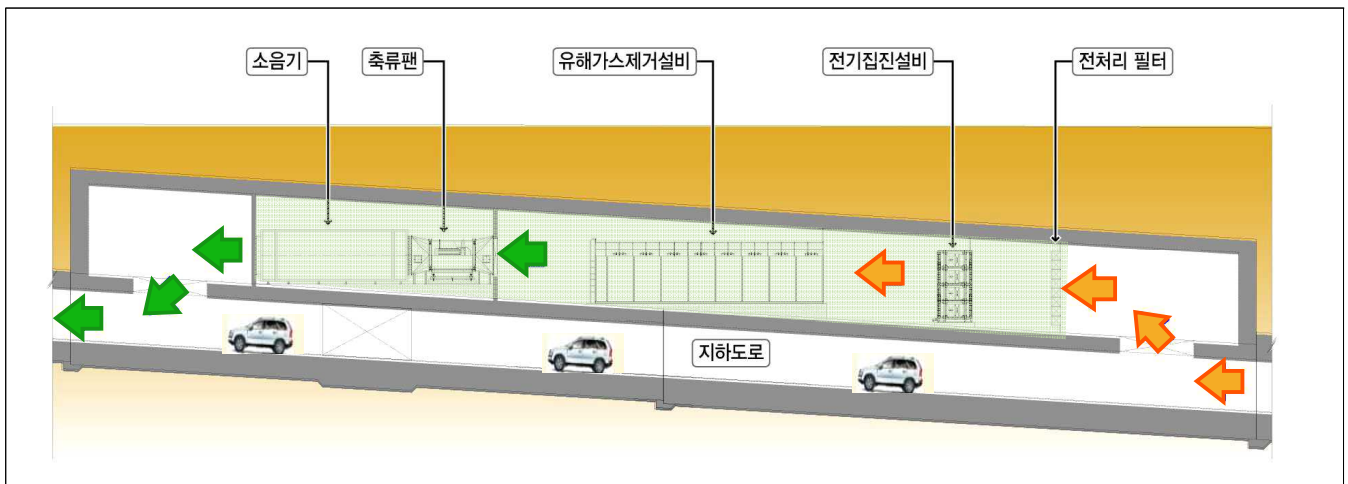 소음기
축류팬
유해가스제거설비
전기집진설비
전처리 필터
지하도로